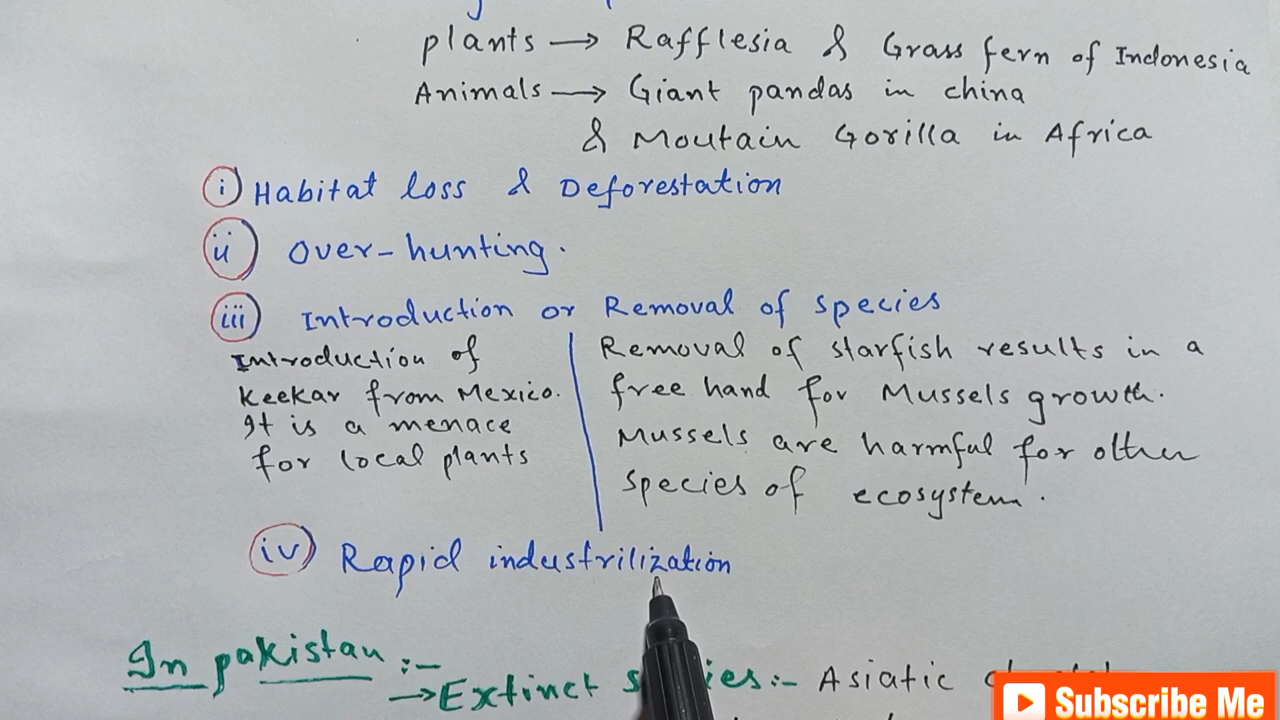 plants → Rafflesia & Grass fern of Indonesia
Animals → Giant pandas in china
& Moutain Gorilla in Africa
(i) Habitat loss & Deforestation
(ii) Over-hunting.
(iii) Introduction or Removal of species
Introduction of
keekar from Mexico.
It is a menace
for local plants
Removal of starfish results in a
free hand for Mussels growth.
Mussels are harmful for other
species of ecosystem.
(iv) Rapid industrilization
In pakistan :-
→ Extinct :- Asiatic
Subscribe Me